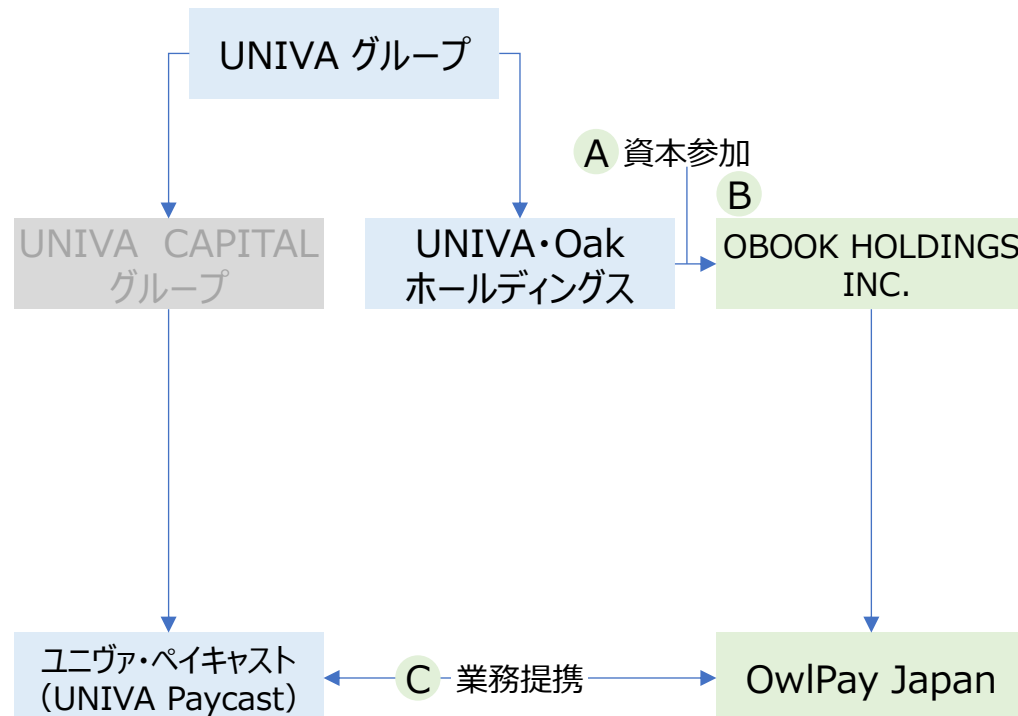 UNIVA グループ
A 資本参加
B
UNIVA CAPITAL
グループ
UNIVA・Oak
ホールディングス
OBOOK HOLDINGS
INC.
ユニヴァ・ペイキャスト
（UNIVA Paycast）
C 業務提携
OwlPay Japan